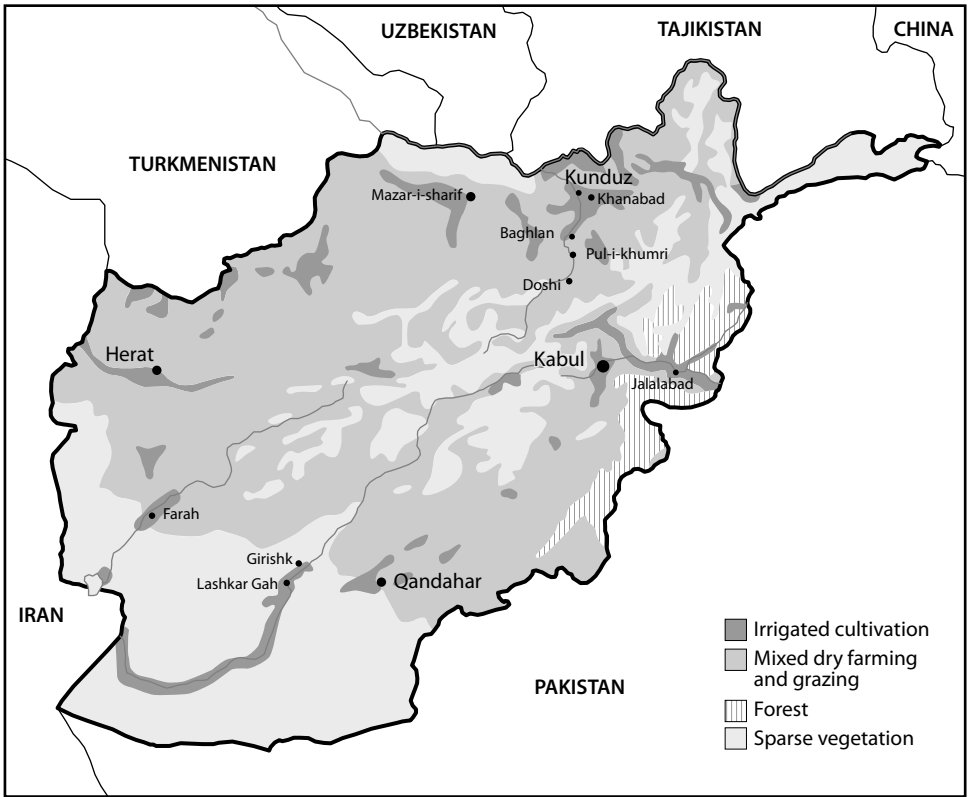 UZBEKISTAN
TAJIKISTAN
CHINA
TURKMENISTAN
Kunduz
Mazar-i-sharif
Khanabad
Baghlan
Pul-i-khumri
Doshi
Herat
Kabul
Jalalabad
Farah
Girishk
Lashkar Gah
Qandahar
IRAN
PAKISTAN
Irrigated cultivation
Mixed dry farming
and grazing
Forest
Sparse vegetation